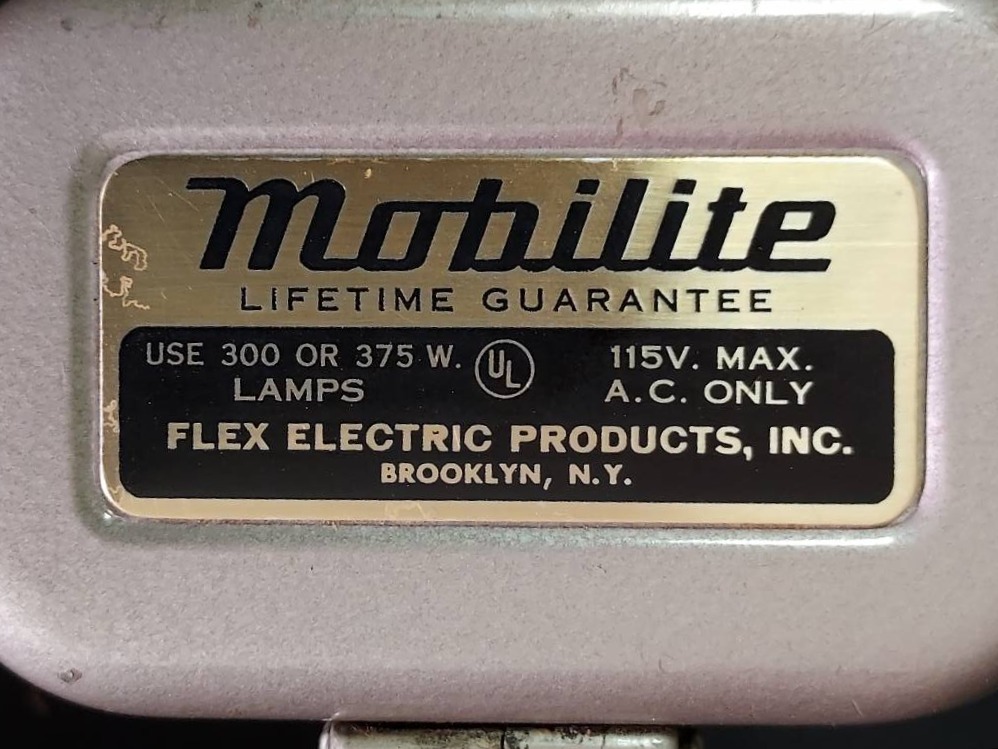 mobilite
LIFETIME GUARANTEE
USE 300 OR 375 W.
LAMPS
UL
115V. MAX.
A.C. ONLY
FLEX ELECTRIC PRODUCTS, INC.
BROOKLYN, N.Y.